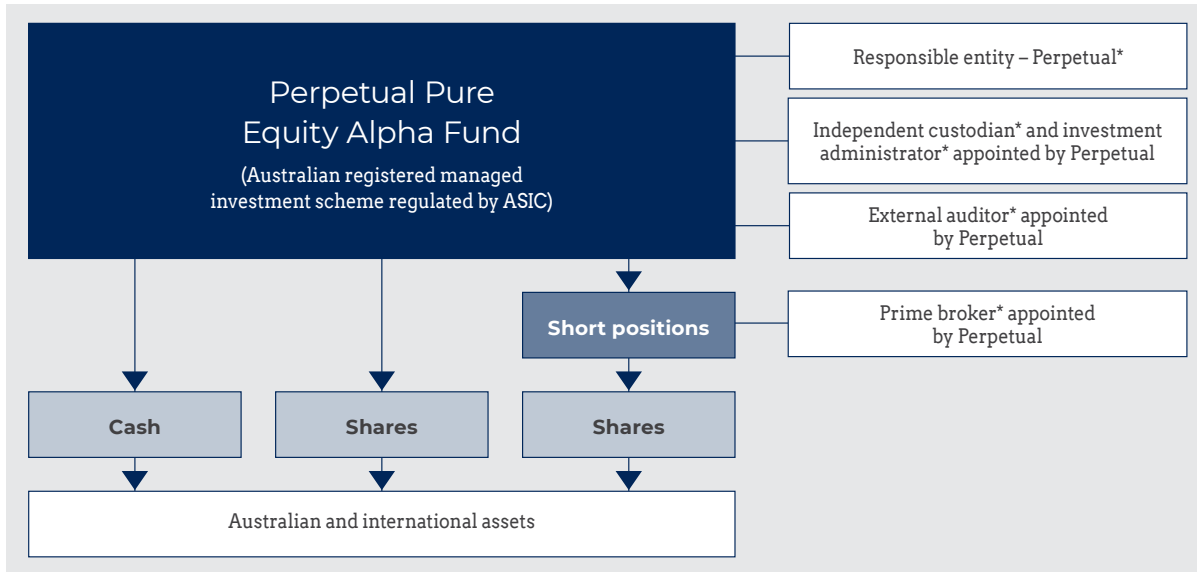 Perpetual Pure
Equity Alpha Fund
(Australian registered managed
investment scheme regulated by ASIC)
Responsible entity – Perpetual*
Independent custodian* and investment
administrator* appointed by Perpetual
External auditor* appointed
by Perpetual
Short positions
Prime broker* appointed
by Perpetual
Cash
Shares
Shares
Australian and international assets